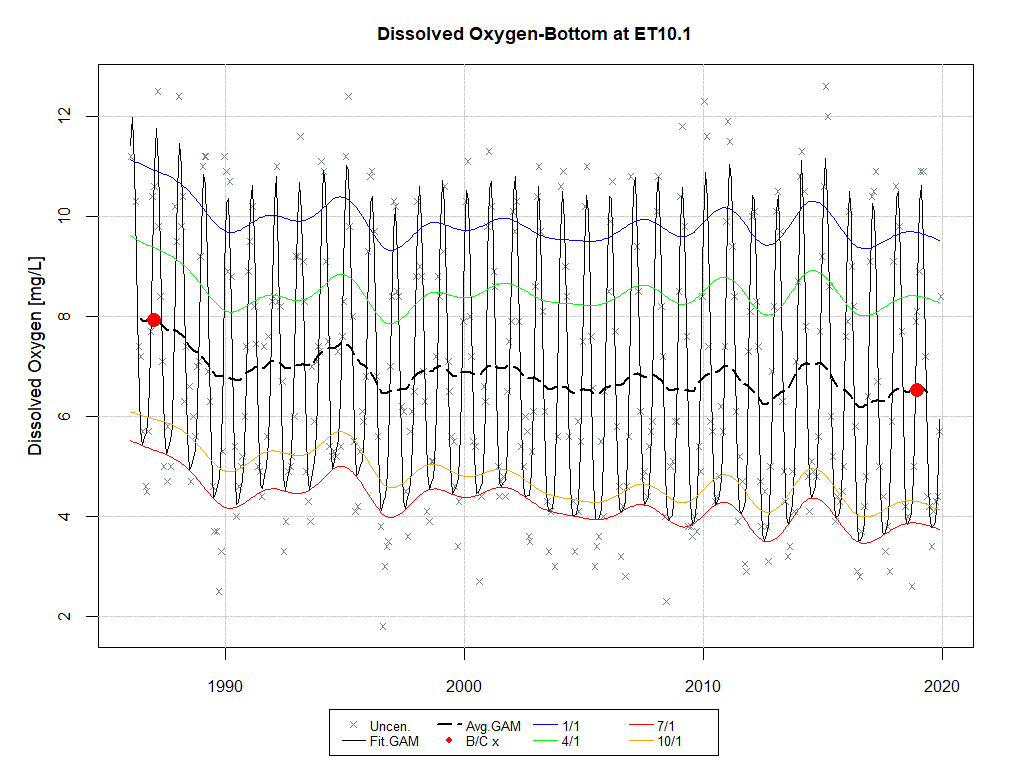 Dissolved Oxygen-Bottom at ET10.1
Dissolved Oxygen [mg/L]
12
10
8
6
4
2
1990 2000 2010 2020
Uncen. Avg.GAM 1/1 7/1
Fit.GAM B/C x 4/1 10/1